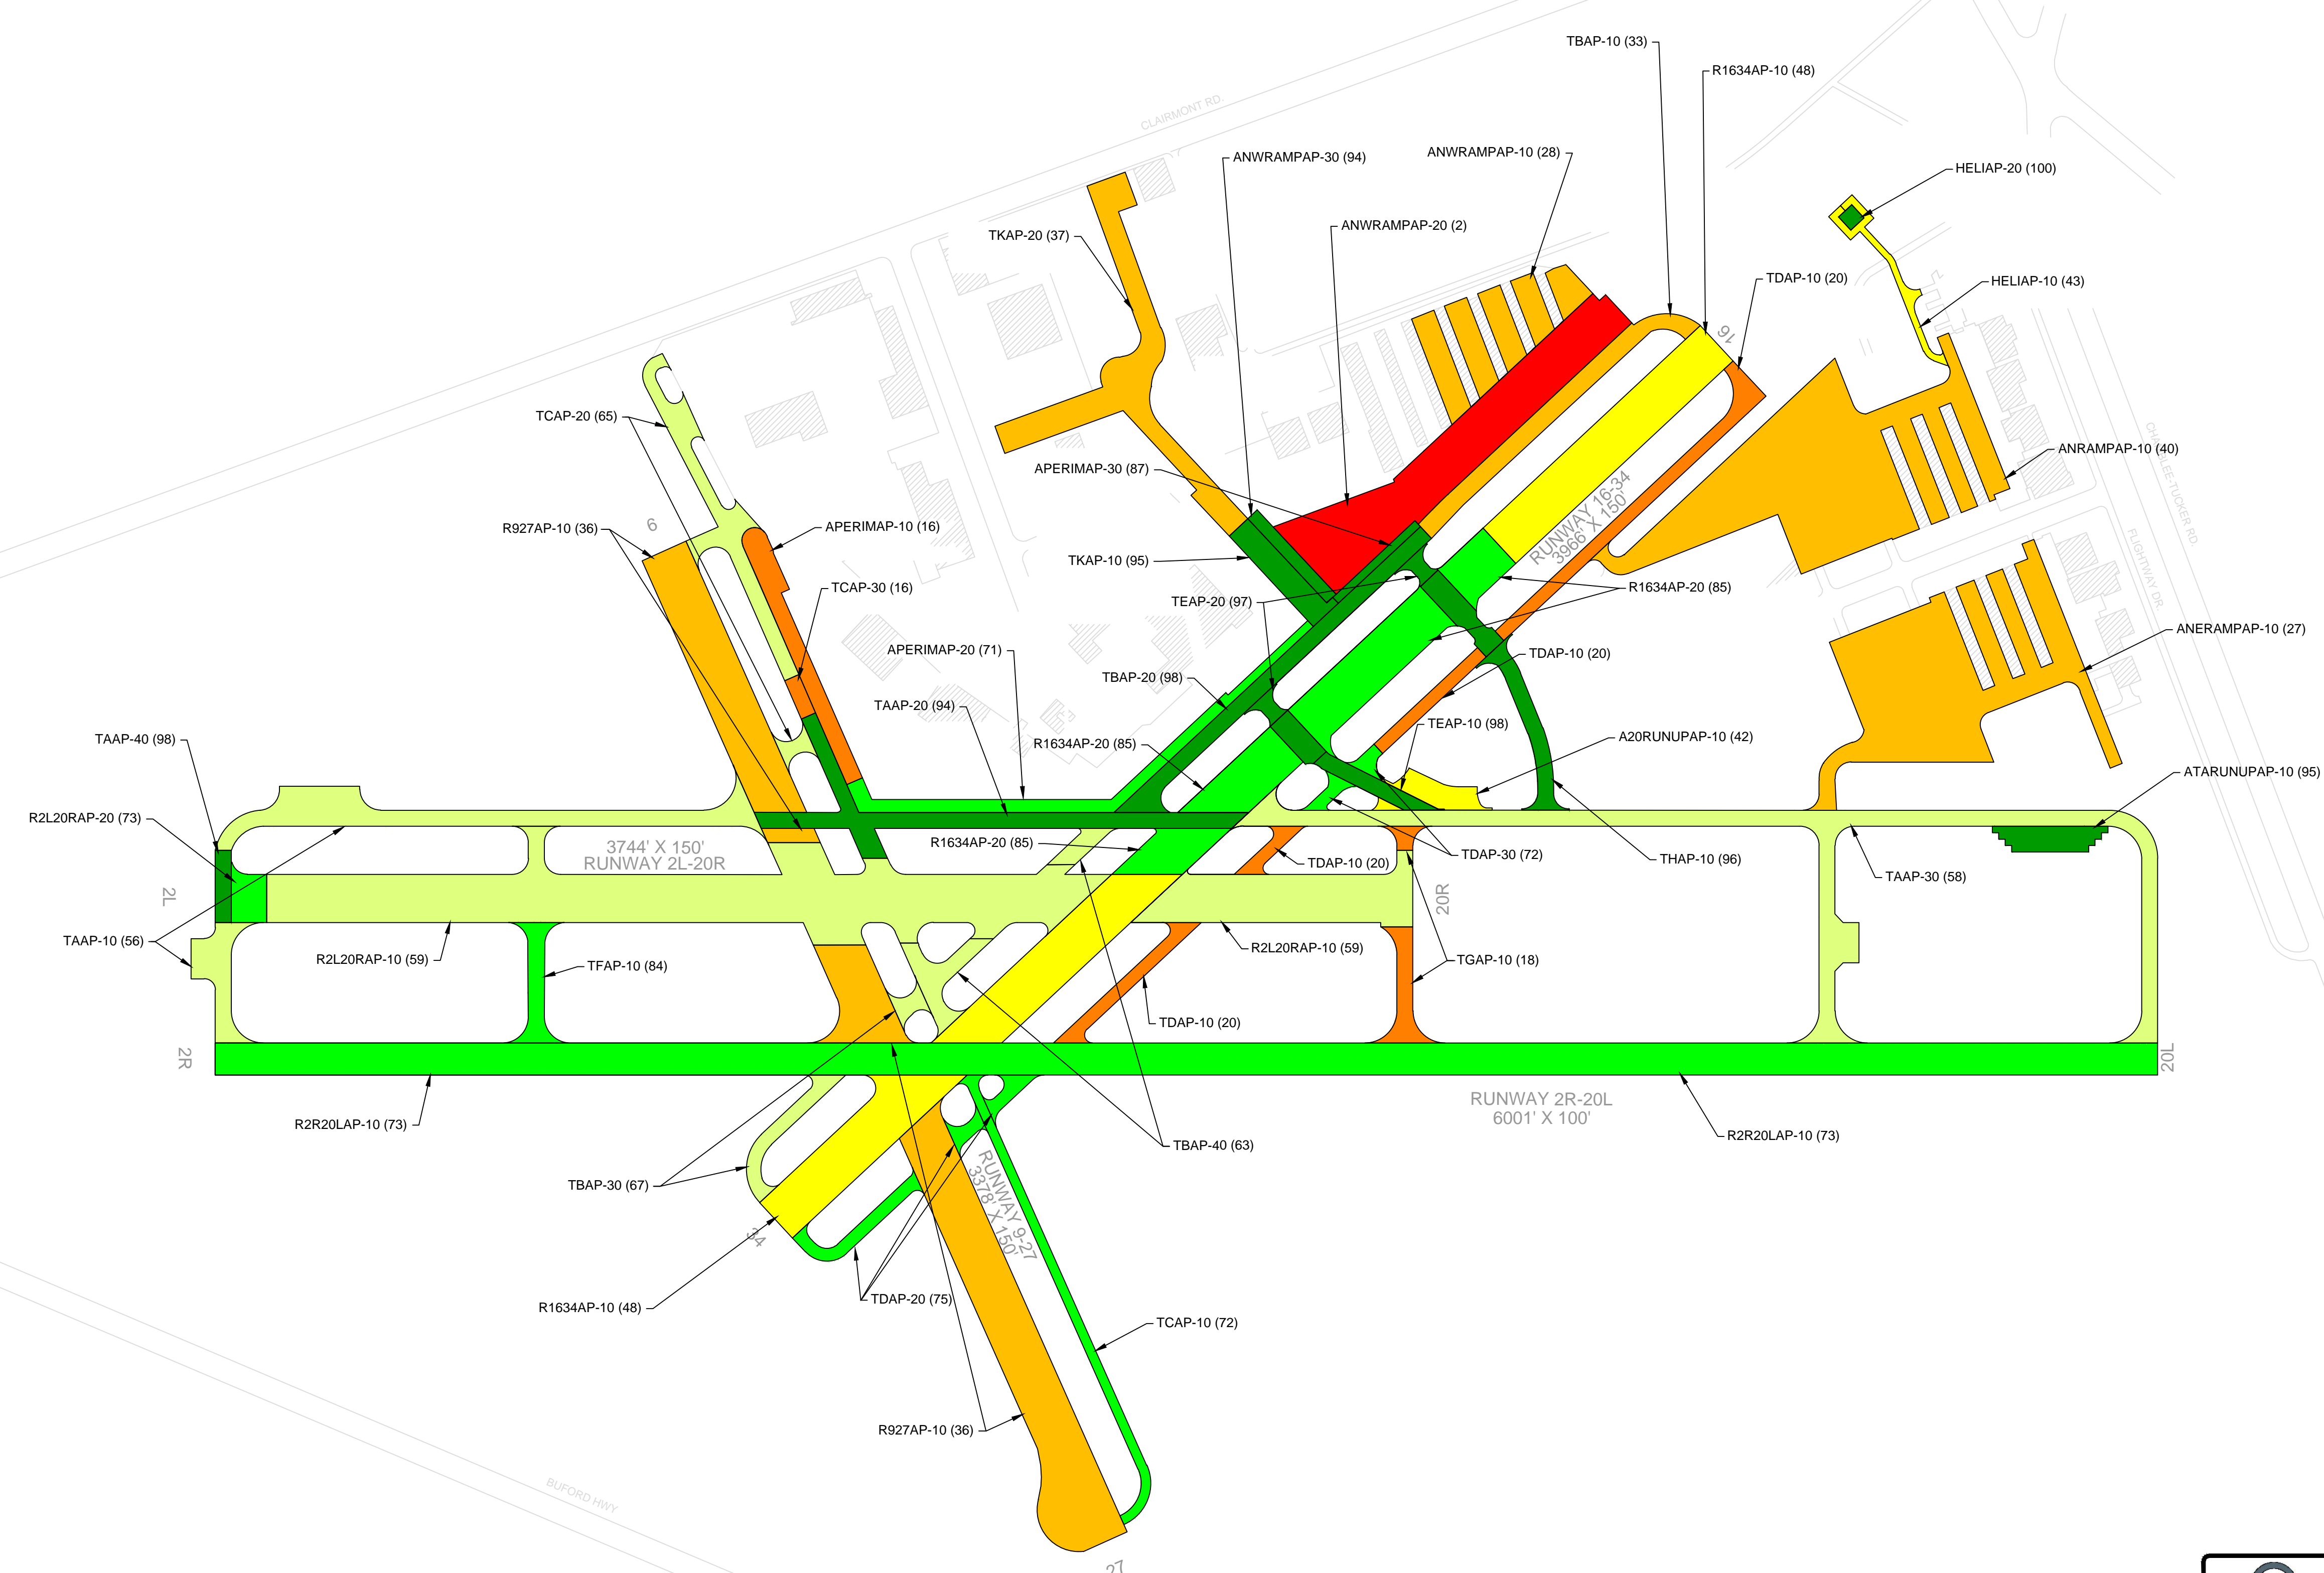 TBAP-10 (33)
R1634AP-10 (48)
CLAIRMONT RD.
ANWRAMPAP-30 (94)
ANWRAMPAP-10 (28)
HELIAP-20 (100)
ANWRAMPAP-20 (2)
TKAP-20 (37)
TDAP-10 (20)
HELIAP-10 (43)
16
TCAP-20 (65)
ANRAMPAP-10 (40)
CHAMBLEE-TUCKER RD.
APERIMAP-30 (87)
RUNWAY 16-34
3966' X 150'
6
R927AP-10 (36)
APERIMAP-10 (16)
TKAP-10 (95)
FLIGHTWAY DR.
TCAP-30 (16)
TEAP-20 (97)
R1634AP-20 (85)
ANERAMPAP-10 (27)
APERIMAP-20 (71)
TDAP-10 (20)
TBAP-20 (98)
TAAP-20 (94)
TEAP-10 (98)
A20RUNUPAP-10 (42)
TAAP-40 (98)
R1634AP-20 (85)
ATARUNUPAP-10 (95)
R2L20RAP-20 (73)
R1634AP-20 (85)
3744' X 150'
RUNWAY 2L-20R
TDAP-10 (20)
TDAP-30 (72)
THAP-10 (96)
TAAP-30 (58)
2L
20R
TAAP-10 (56)
R2L20RAP-10 (59)
TFAP-10 (84)
R2L20RAP-10 (59)
TGAP-10 (18)
TDAP-10 (20)
2R
20L
RUNWAY 2R-20L
6001' X 100'
R2R20LAP-10 (73)
R2R20LAP-10 (73)
TBAP-40 (63)
TBAP-30 (67)
RUNWAY 9-27
3378' X 150'
34
R1634AP-10 (48)
TDAP-20 (75)
TCAP-10 (72)
R927AP-10 (36)
BUFORD HWY
27